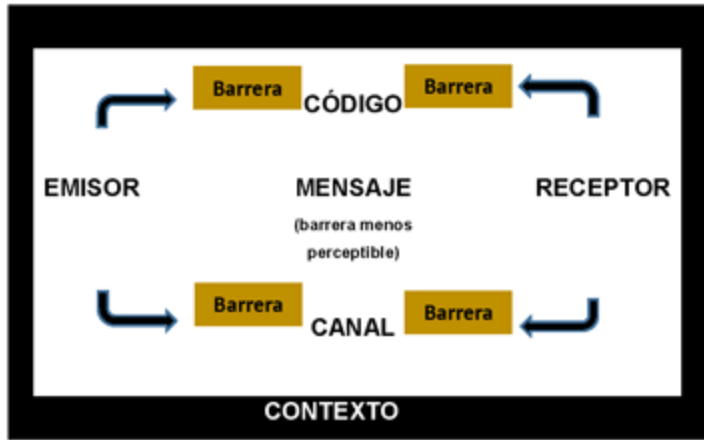 Barrera
Barrera
CÓDIGO
EMISOR
MENSAJE
RECEPTOR
(barrera menos
perceptible)
Barrera
Barrera
CANAL
CONTEXTO